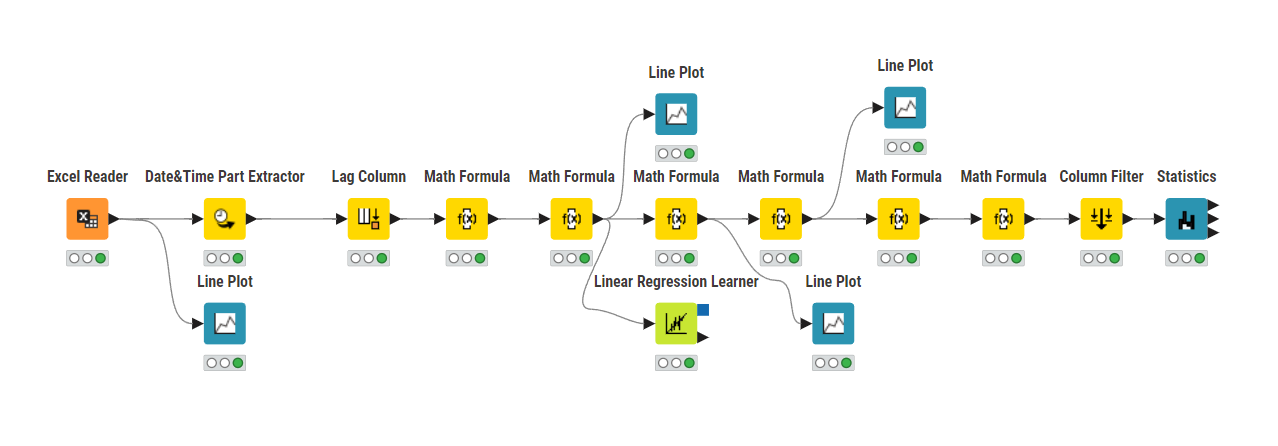 Line Plot
Line Plot
Excel Reader
Date&Time Part Extractor
Lag Column
Math Formula
Math Formula
Math Formula
Math Formula
Math Formula
Math Formula
Column Filter
Statistics
f(x)
f(x)
f(x)
f(x)
f(x)
f(x)
Line Plot
Linear Regression Learner
Line Plot